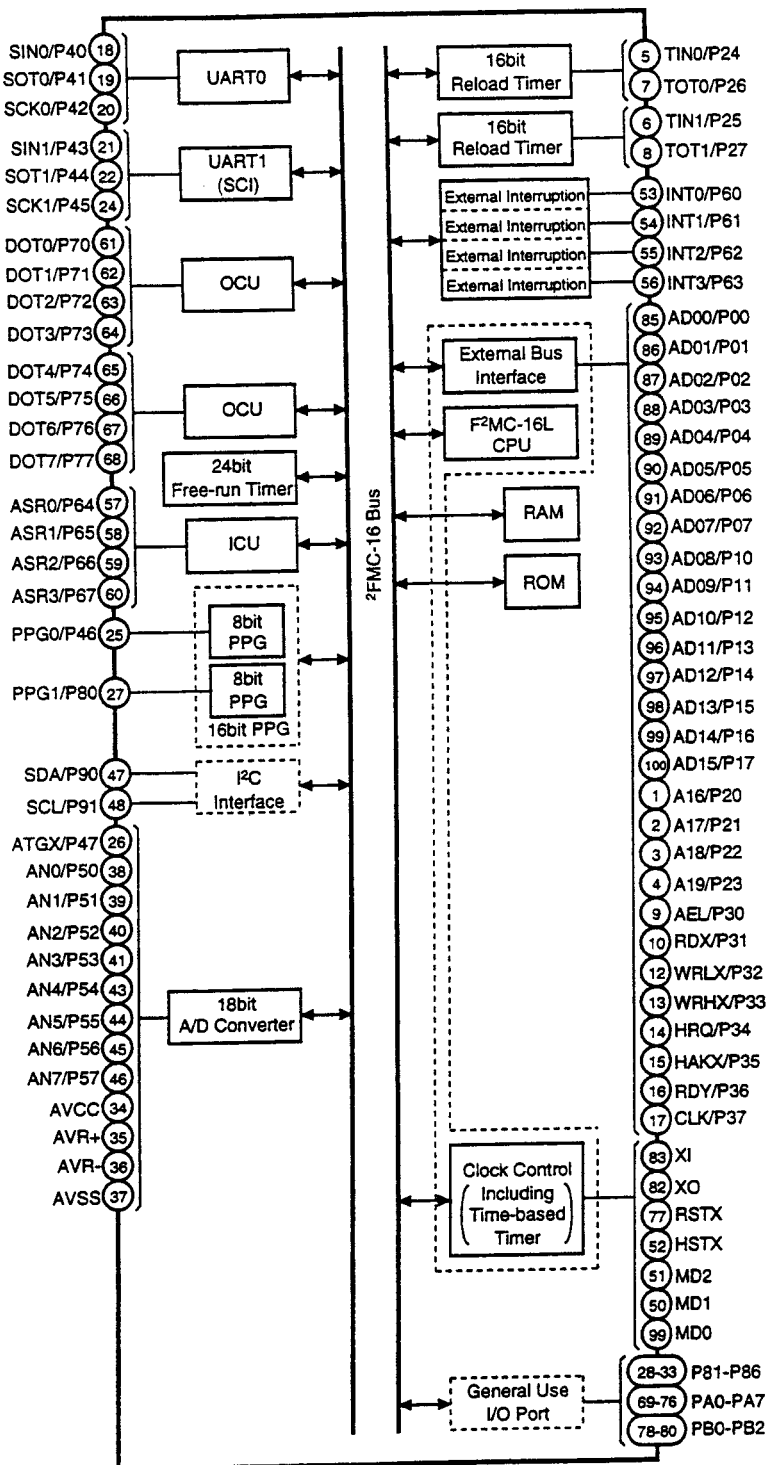 SIN0/P40 18
SOT0/P41 19
SCK0/P42 20
UART0
SIN1/P43 21
SOT1/P44 22
SCK1/P45 24
UART1
(SCI)
DOT0/P70 61
DOT1/P71 62
DOT2/P72 63
DOT3/P73 64
OCU
DOT4/P74 65
DOT5/P75 66
DOT6/P76 67
DOT7/P77 68
OCU
24bit
Free-run Timer
ASR0/P64 57
ASR1/P65 58
ASR2/P66 59
ASR3/P67 60
ICU
PPG0/P46 25
8bit
PPG
PPG1/P80 27
8bit
PPG
16bit PPG
SDA/P90 47
SCL/P91 48
I²C
Interface
ATGX/P47 26
AN0/P50 38
AN1/P51 39
AN2/P52 40
AN3/P53 41
AN4/P54 43
AN5/P55 44
AN6/P56 45
AN7/P57 46
AVCC 34
AVR+ 35
AVR- 36
AVSS 37
18bit
A/D Converter
²FMC-16 Bus
16bit
Reload Timer
5 TIN0/P24
7 TOT0/P26
16bit
Reload Timer
6 TIN1/P25
8 TOT1/P27
External Interruption 53 INT0/P60
External Interruption 54 INT1/P61
External Interruption 55 INT2/P62
External Interruption 56 INT3/P63
External Bus
Interface
F²MC-16L
CPU
RAM
ROM
85 AD00/P00
86 AD01/P01
87 AD02/P02
88 AD03/P03
89 AD04/P04
90 AD05/P05
91 AD06/P06
92 AD07/P07
93 AD08/P10
94 AD09/P11
95 AD10/P12
96 AD11/P13
97 AD12/P14
98 AD13/P15
99 AD14/P16
100 AD15/P17
1 A16/P20
2 A17/P21
3 A18/P22
4 A19/P23
9 AEL/P30
10 RDX/P31
12 WRLX/P32
13 WRHX/P33
14 HRQ/P34
15 HAKX/P35
16 RDY/P36
17 CLK/P37
Clock Control
Including
Time-based
Timer
83 XI
82 XO
77 RSTX
52 HSTX
51 MD2
50 MD1
99 MD0
General Use
I/O Port
28-33 P81-P86
69-76 PA0-PA7
78-80 PB0-PB2